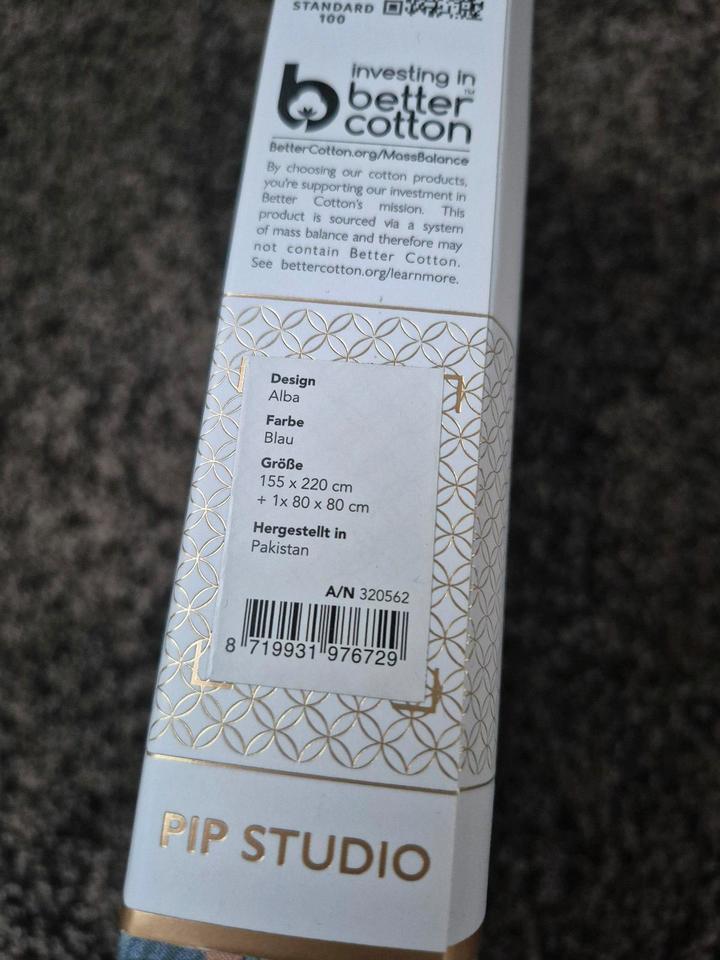 STANDARD
100
investing in
better™
cotton
BetterCotton.org/MassBalance
By choosing our cotton products,
you're supporting our investment in
Better Cotton's mission. This
product is sourced via a system
of mass balance and therefore may
not contain Better Cotton.
See bettercotton.org/learnmore.
Design
Alba
Farbe
Blau
Größe
155 x 220 cm
+ 1x 80 x 80 cm
Hergestellt in
Pakistan
A/N 320562
8 719931 976729
PIP STUDIO